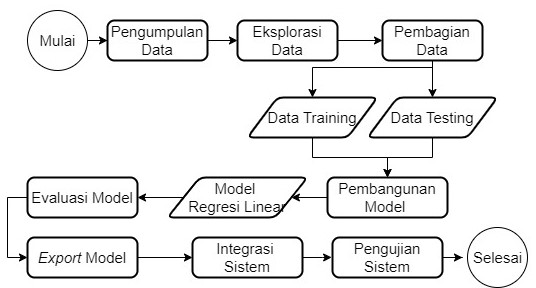 Mulai
Pengumpulan
Data
Eksplorasi
Data
Pembagian
Data
Data Training
Data Testing
Pembangunan
Model
Model
Regresi Linear
Evaluasi Model
Export Model
Integrasi
Sistem
Pengujian
Sistem
Selesai